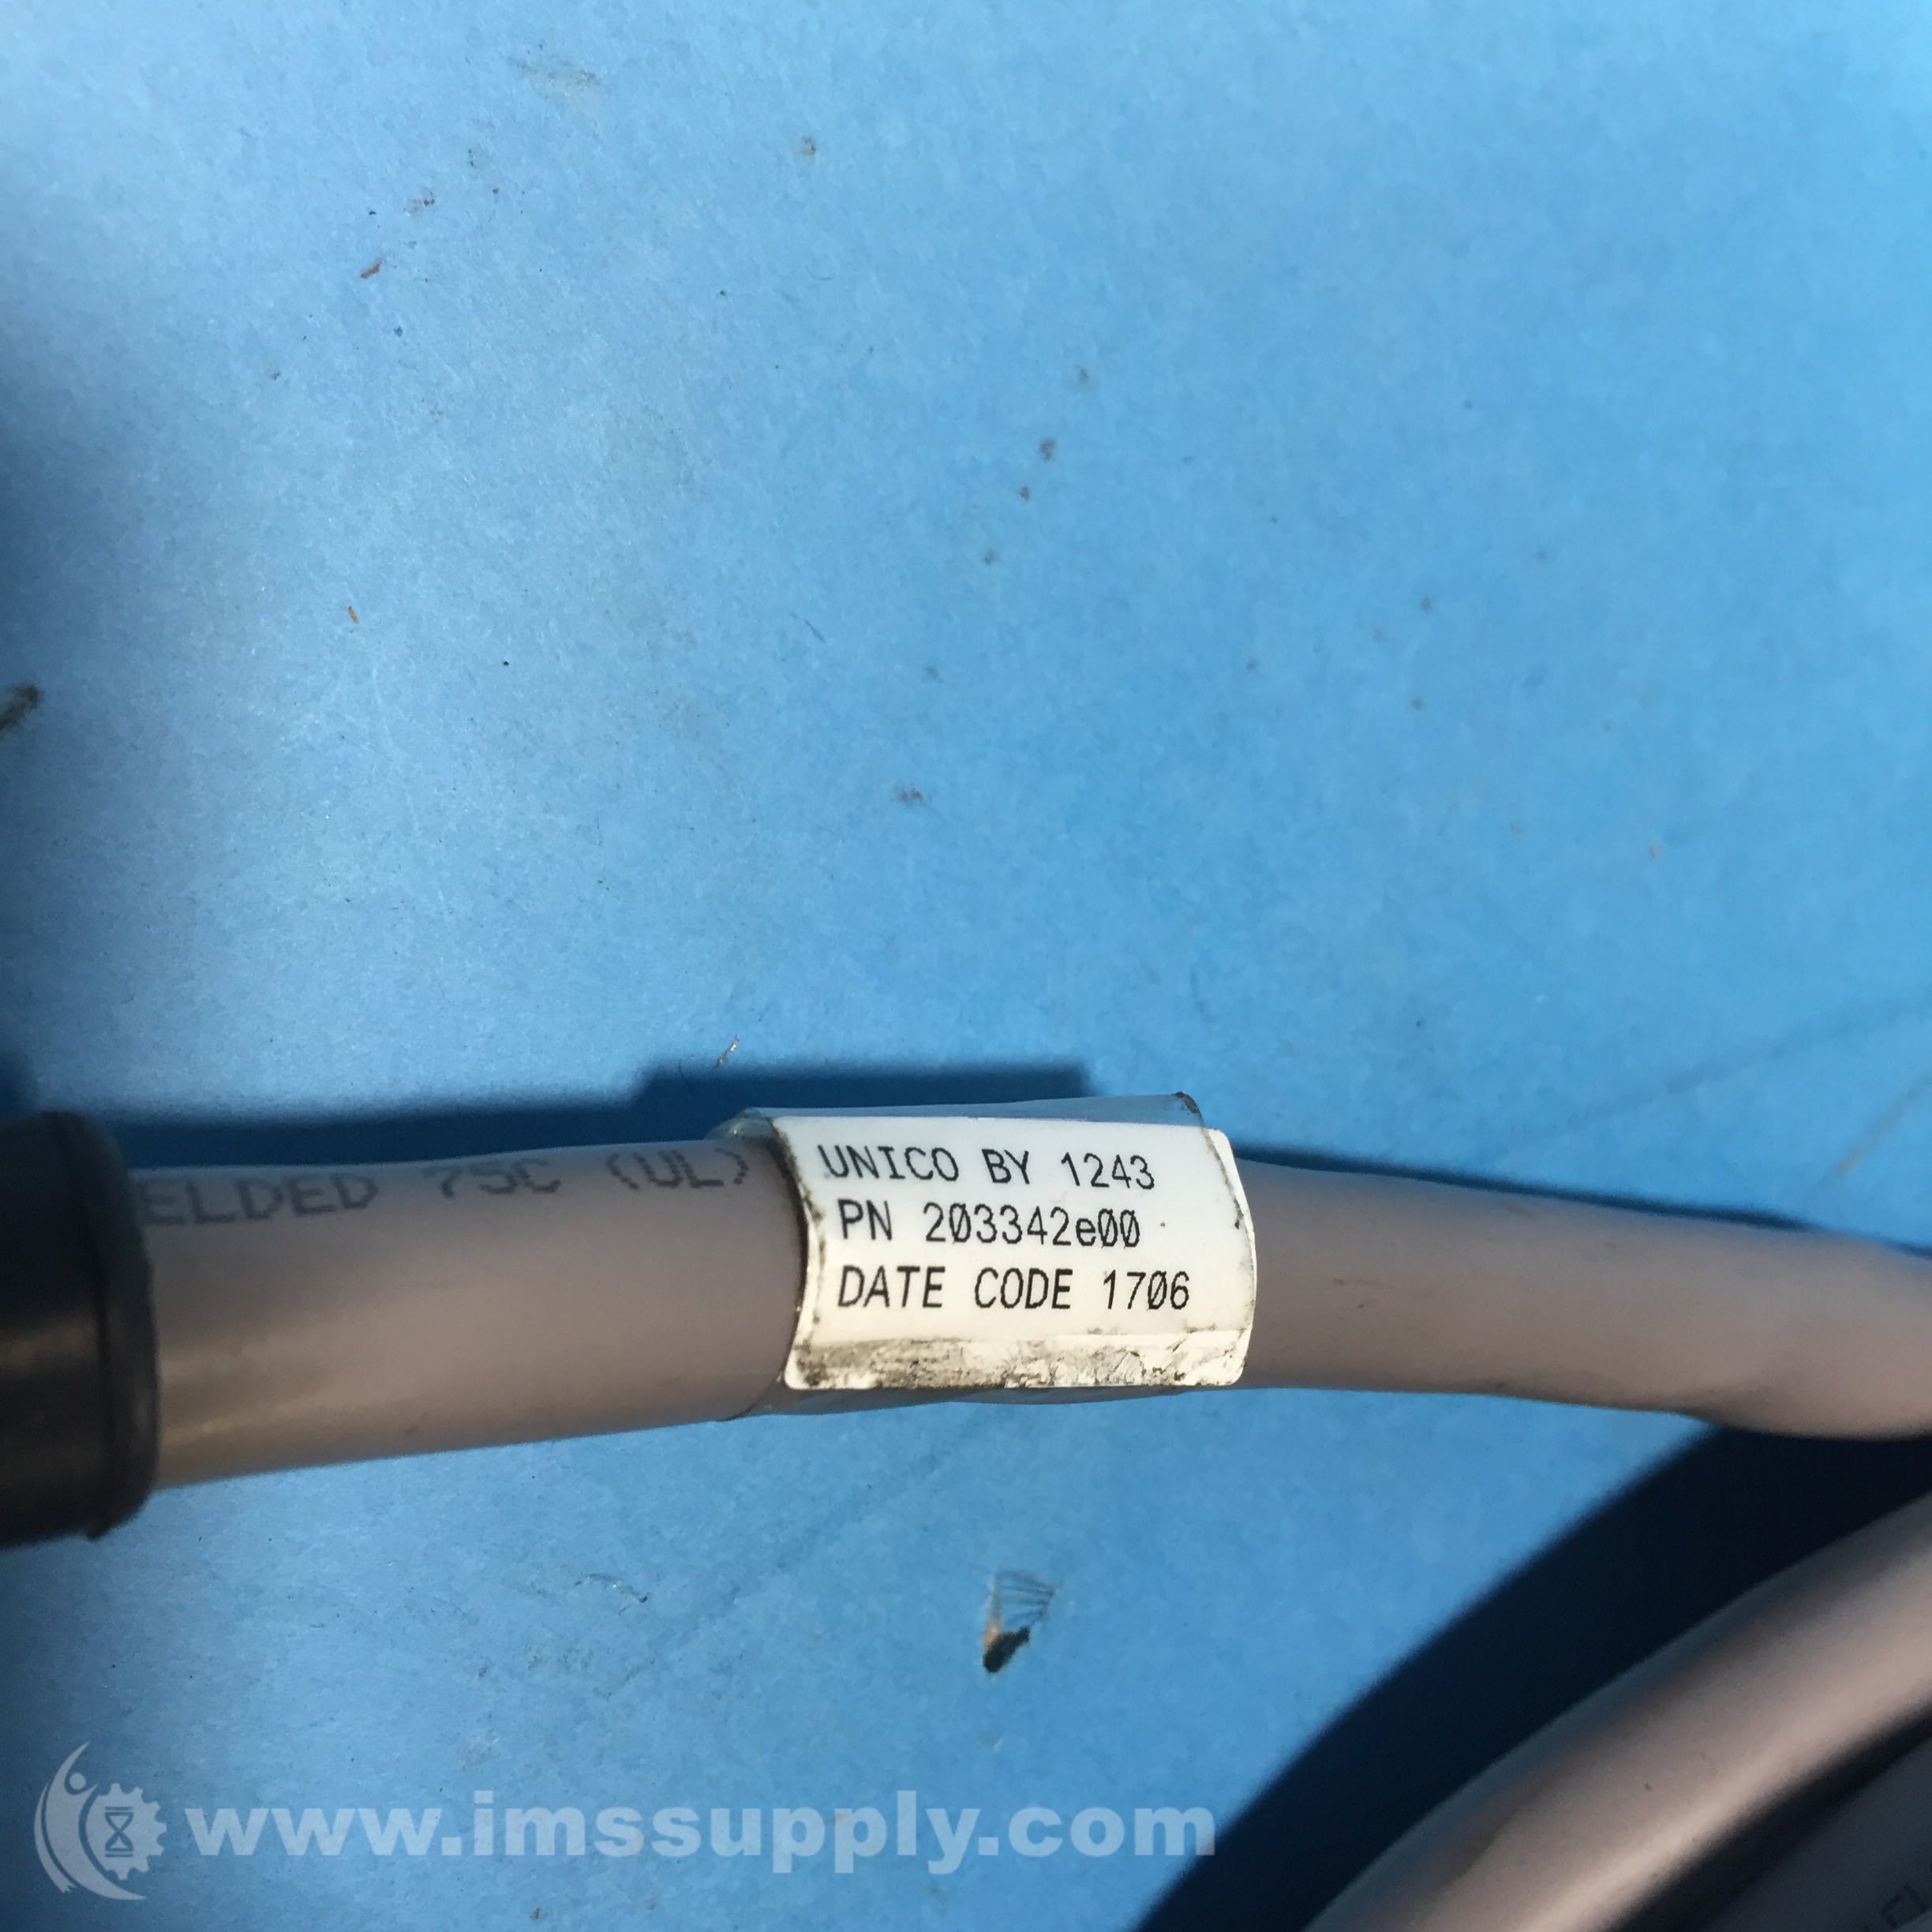 ELDED 75C (UL)
UNICO BY 1243
PN 203342e00
DATE CODE 1706
www.imssupply.com